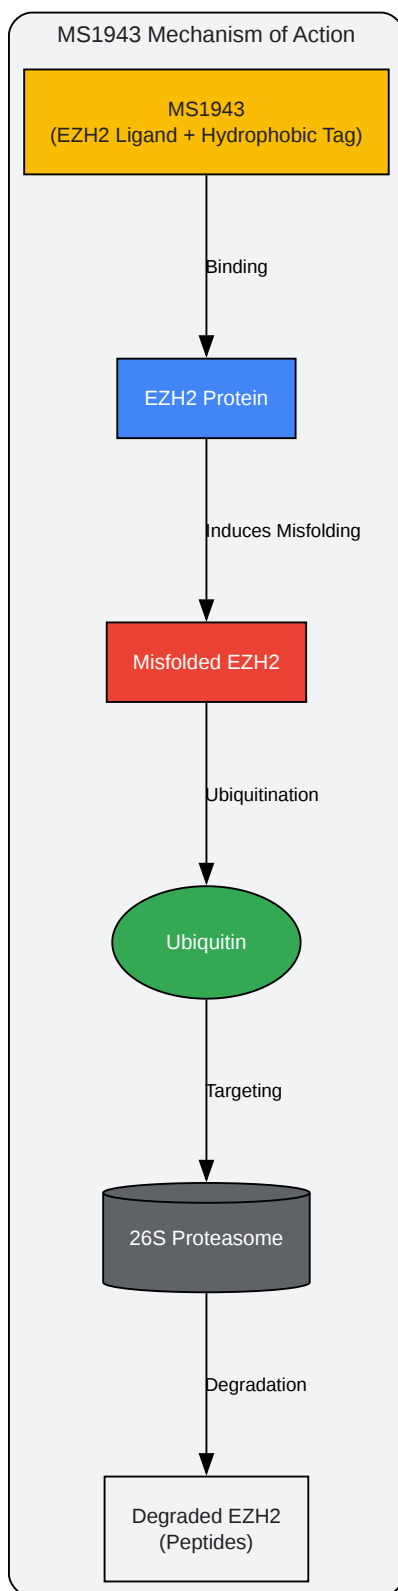 MS1943 Mechanism of Action
MS1943
(EZH2 Ligand + Hydrophobic Tag)
Binding
EZH2 Protein
Induces Misfolding
Misfolded EZH2
Ubiquitination
Ubiquitin
Targeting
26S Proteasome
Degradation
Degraded EZH2
(Peptides)